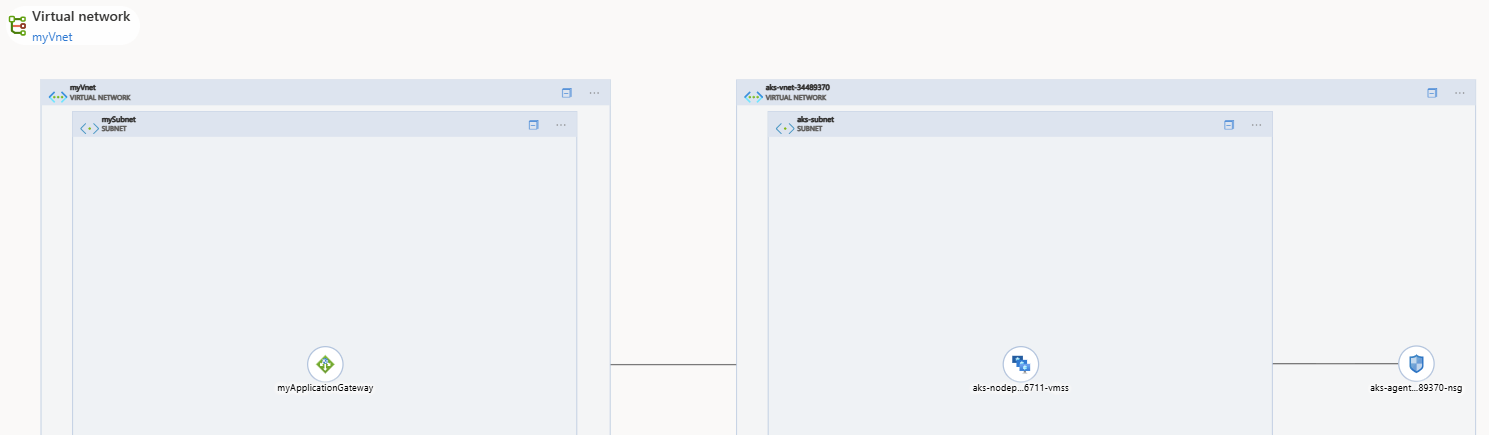 Virtual network
myVnet
myVnet
VIRTUAL NETWORK
mySubnet
SUBNET
myApplicationGateway
aks-vnet-34489370
VIRTUAL NETWORK
aks-subnet
SUBNET
aks-nodep...6711-vmss
aks-agent...89370-nsg